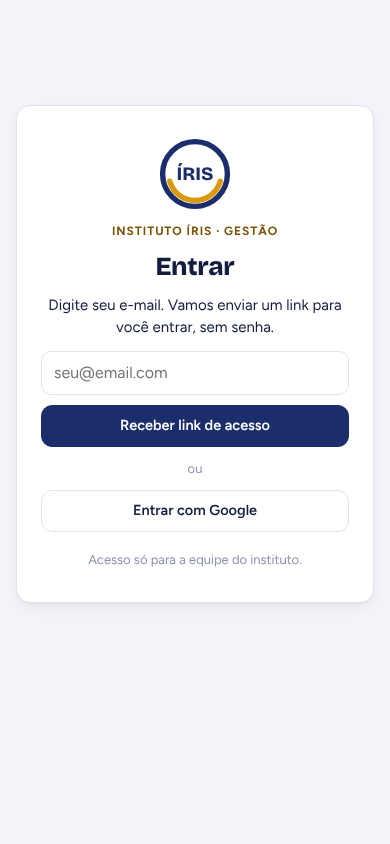 ÍRIS
INSTITUTO ÍRIS · GESTÃO
Entrar
Digite seu e-mail. Vamos enviar um link para
você entrar, sem senha.
seu@email.com
Receber link de acesso
ou
Entrar com Google
Acesso só para a equipe do instituto.